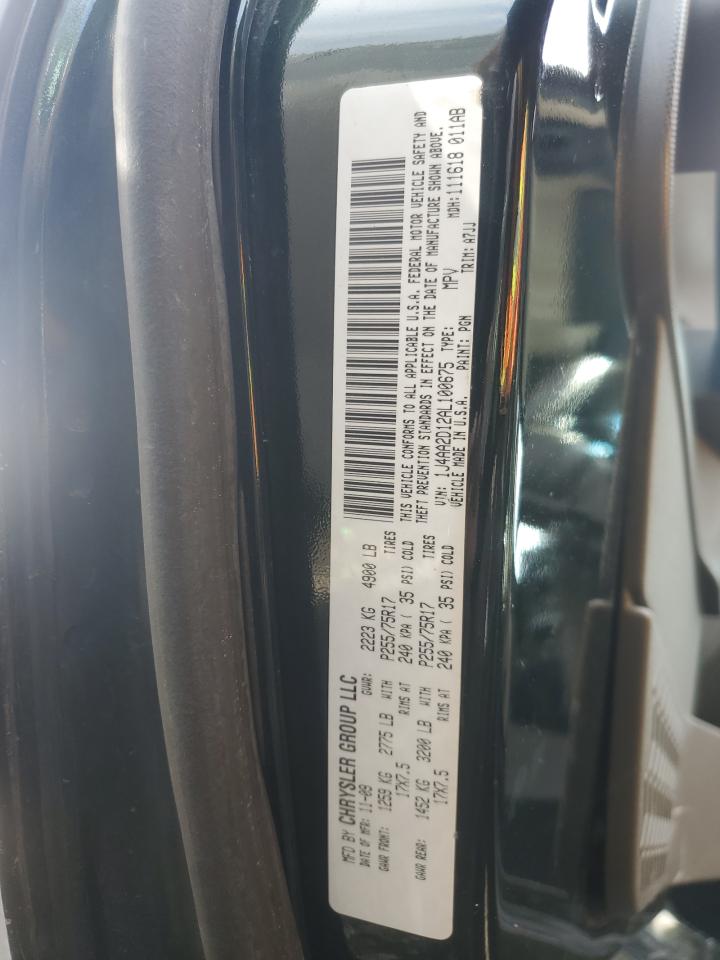 MFD BY CHRYSLER GROUP LLC
DATE OF MFR: 11-09 GVWR: 2223 KG 4900 LB
GAWR FRONT: 1259 KG 2775 LB WITH P255/75R17 TIRES
17X7.5 RIMS AT 240 KPA ( 35 PSI) COLD
GAWR REAR: 1452 KG 3200 LB WITH P255/75R17 TIRES
17X7.5 RIMS AT 240 KPA ( 35 PSI) COLD
THIS VEHICLE CONFORMS TO ALL APPLICABLE U.S.A. FEDERAL MOTOR VEHICLE SAFETY AND
THEFT PREVENTION STANDARDS IN EFFECT ON THE DATE OF MANUFACTURE SHOWN ABOVE.
VIN: 1J4AA2D12AL100675 TYPE: MPV MDH: 111618 011AB
VEHICLE MADE IN U.S.A. PAINT: PGN TRIM: A7JJ